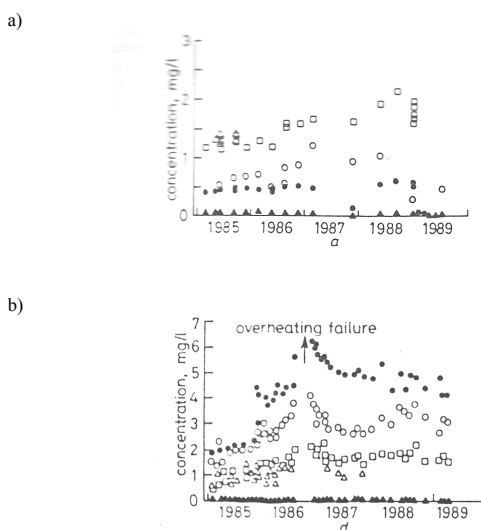 a)
3
concentration, mg/l
2
1
0
1985 1986 1987 1988 1989
a
b)
7
overheating failure
6
5
concentration, mg/l
4
3
2
1
0
1985 1986 1987 1988 1989
d